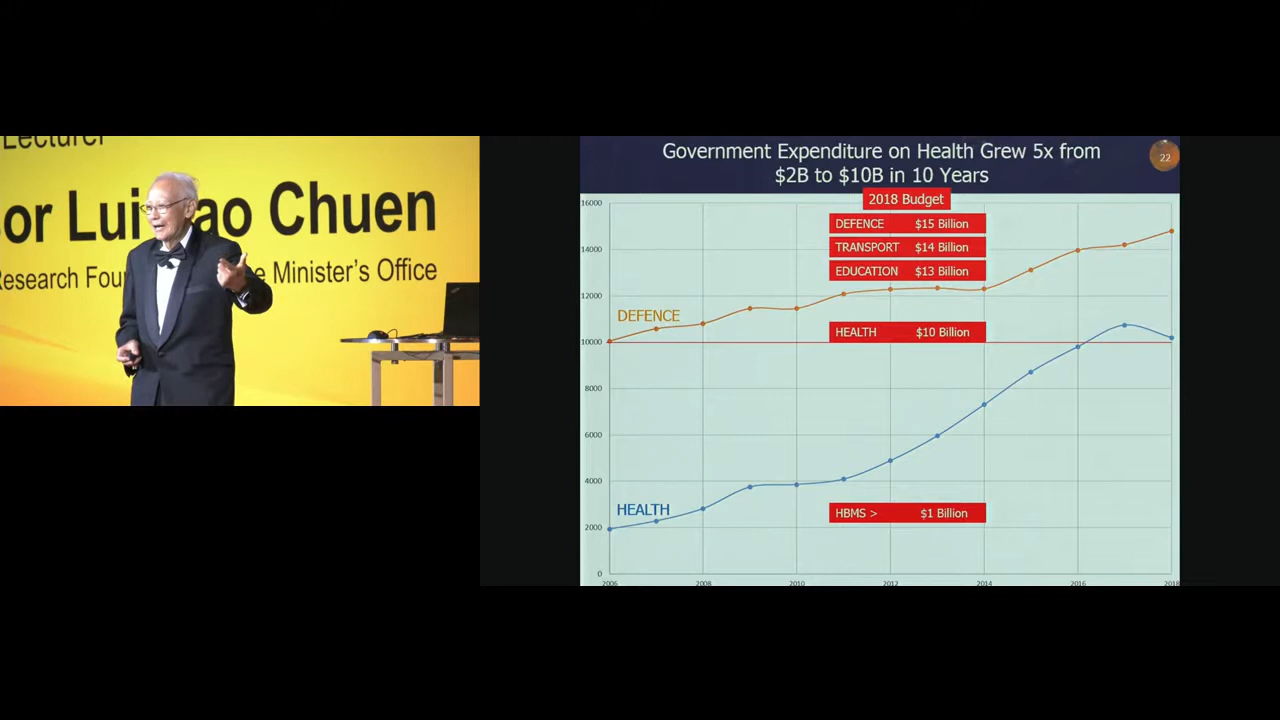 Lecturer
or Lui ao Chuen
Research Fou e Minister's Office
Government Expenditure on Health Grew 5x from
$2B to $10B in 10 Years
22
2018 Budget
DEFENCE $15 Billion
TRANSPORT $14 Billion
EDUCATION $13 Billion
HEALTH $10 Billion
HBMS > $1 Billion
DEFENCE
HEALTH
16000
14000
12000
10000
8000
6000
4000
2000
0
2006 2008 2010 2012 2014 2016 2018